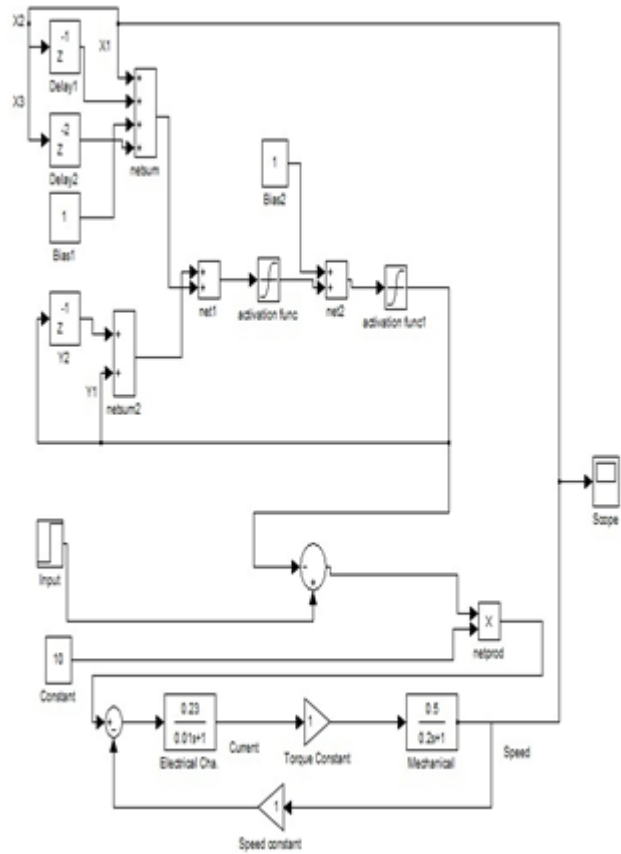 X2
-1
Z
Delay1
X1
X3
-2
Z
Delay2
netsum
1
Bias1
1
Bias2
net1
activation func
net2
activation func1
-1
Z
Y2
Y1
netsum2
Scope
Input
X
netprod
10
Constant
0.23
0.01s+1
Electrical Cha.
Current
1
Torque Constant
0.5
0.2s+1
Mechanical
Speed
1
Speed constant